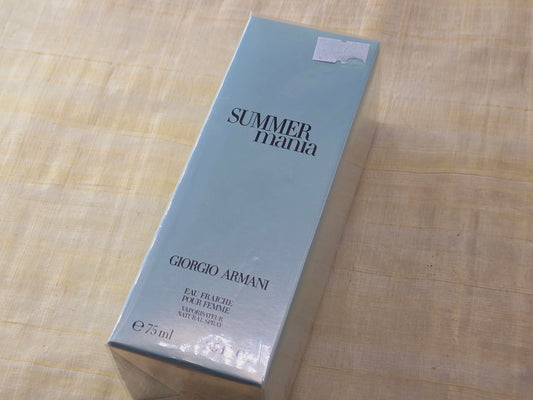 SUMMER
mania
GIORGIO ARMANI
EAU FRAICHE
POUR FEMME
VAPORISATEUR
NATURAL SPRAY
℮ 75 ml